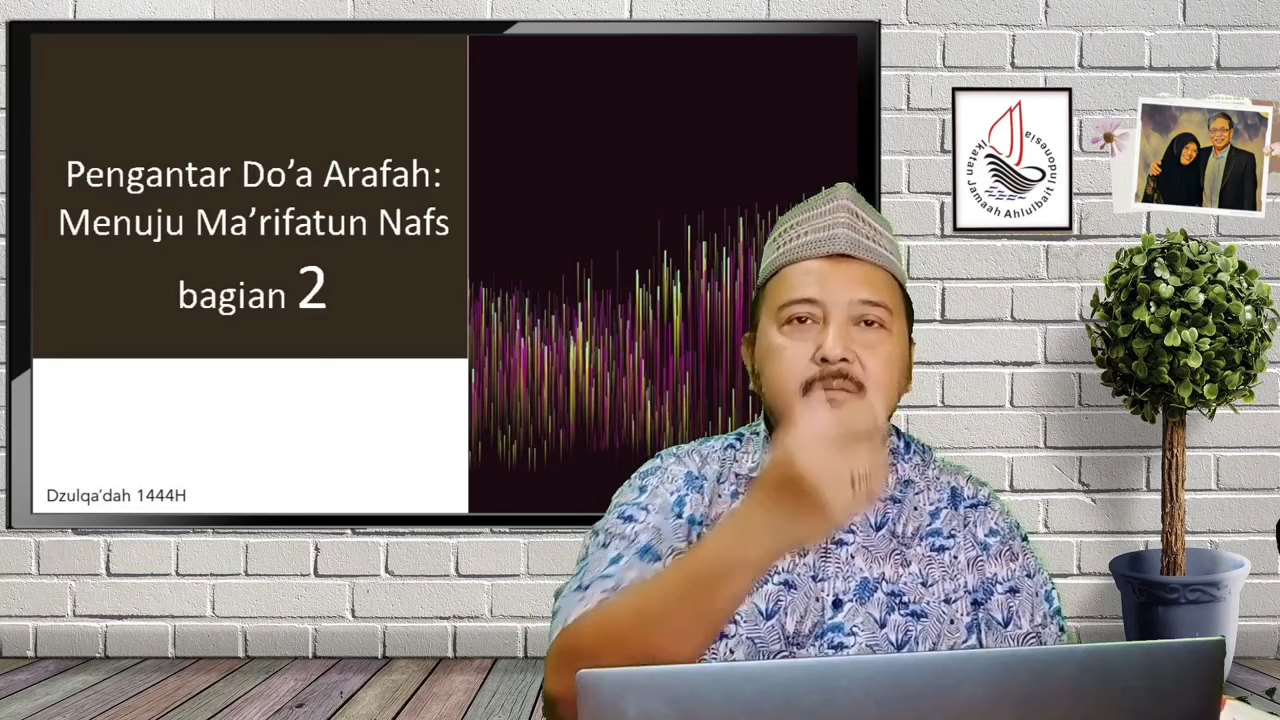 Pengantar Do’a Arafah:
Menuju Ma’rifatun Nafs
bagian 2
Dzulqa’dah 1444H
Ikatan Jamaah Ahlulbait Indonesia